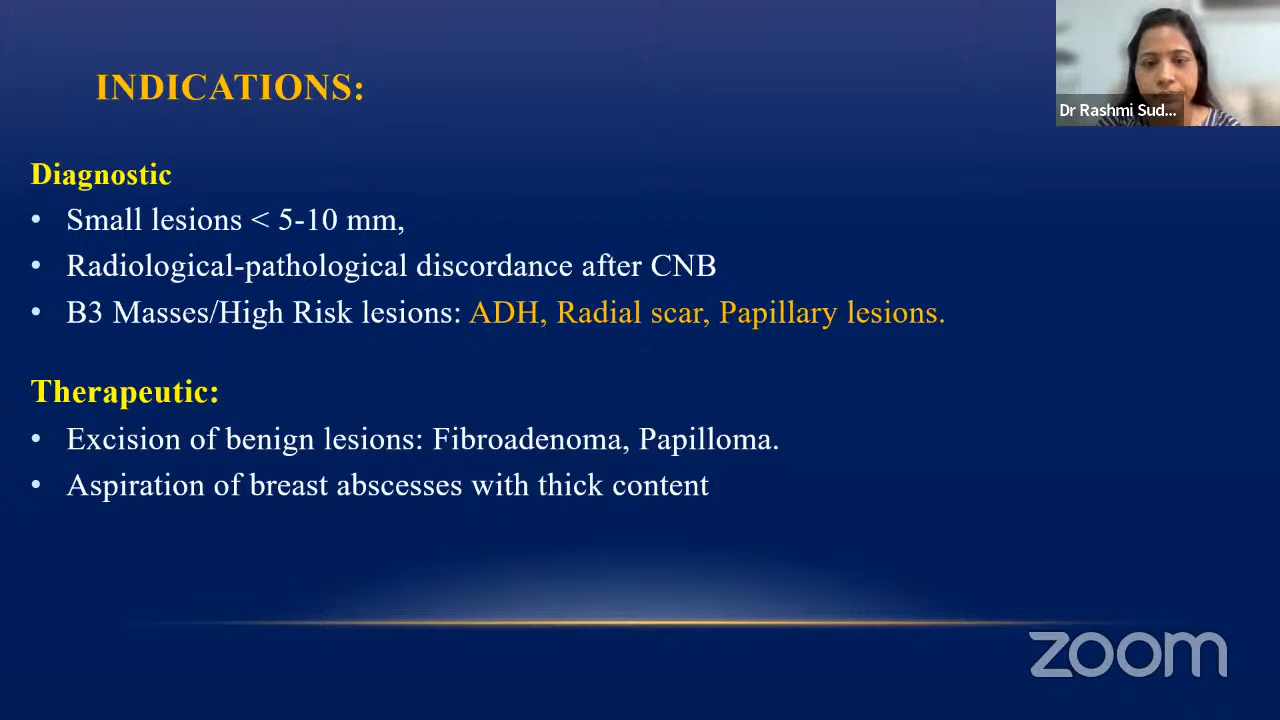 INDICATIONS:
Dr Rashmi Sud...
Diagnostic
• Small lesions < 5-10 mm,
• Radiological-pathological discordance after CNB
• B3 Masses/High Risk lesions: ADH, Radial scar, Papillary lesions.
Therapeutic:
• Excision of benign lesions: Fibroadenoma, Papilloma.
• Aspiration of breast abscesses with thick content
zoom